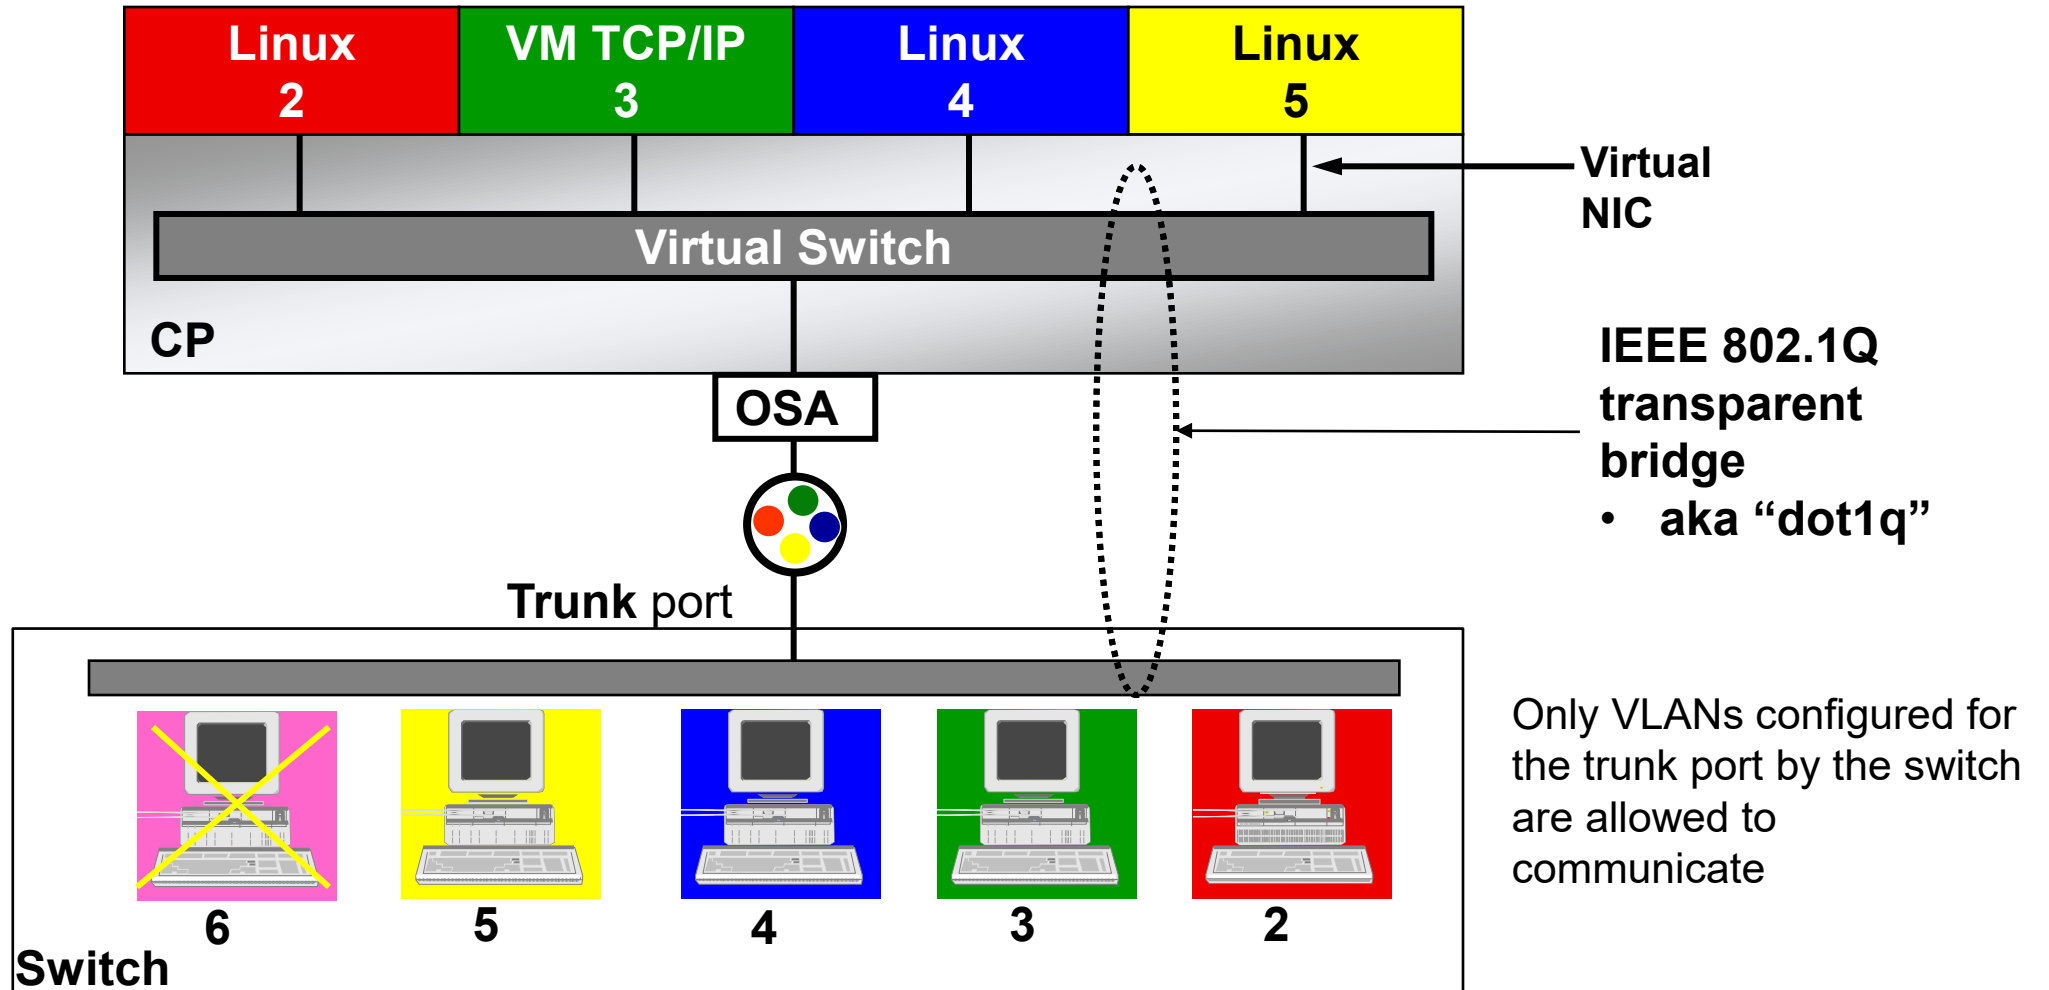 Linux
2
VM TCP/IP
3
Linux
4
Linux
5
Virtual
NIC
Virtual Switch
CP
OSA
IEEE 802.1Q
transparent
bridge
• aka “dot1q”
Trunk port
6
5
4
3
2
Switch
Only VLANs configured for
the trunk port by the switch
are allowed to
communicate